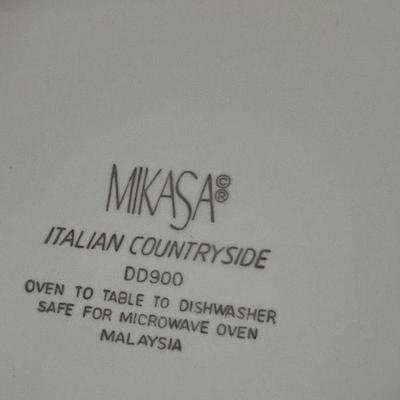 MIKASA©®
ITALIAN COUNTRYSIDE
DD900
OVEN TO TABLE TO DISHWASHER
SAFE FOR MICROWAVE OVEN
MALAYSIA